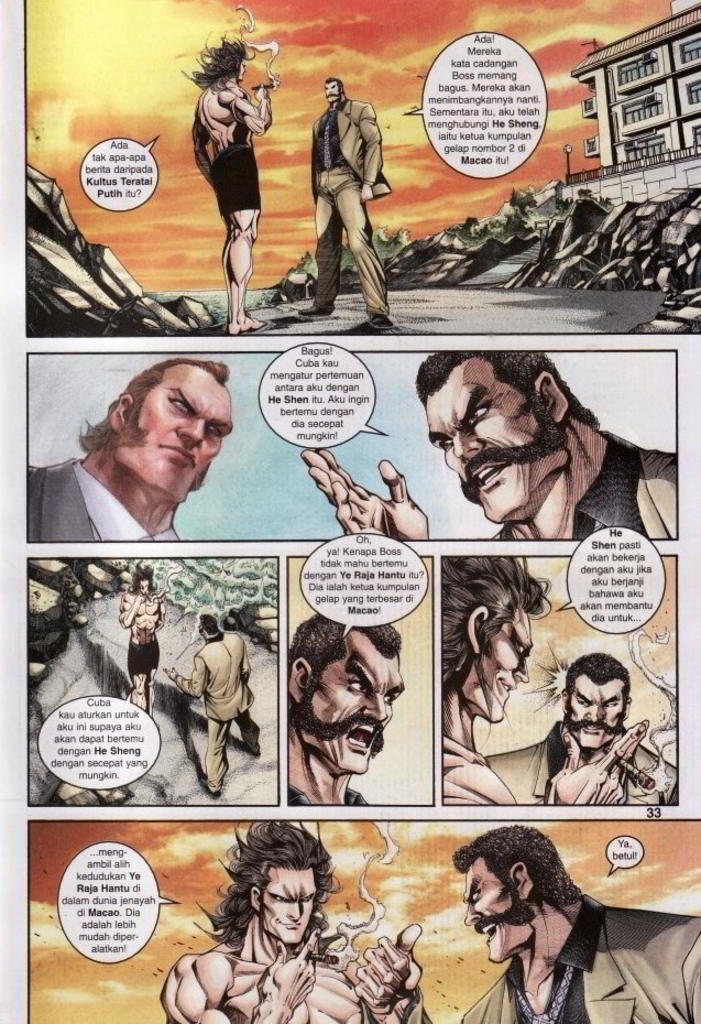 Ada
tak apa-apa
berita daripada
Kultus Teratai
Putih itu?
Ada!
Mereka
kata cadangan
Boss memang
bagus. Mereka akan
menimbangkannya nanti.
Sementara itu, aku telah
menghubungi He Sheng,
iaitu ketua kumpulan
gelap nombor 2 di
Macao itu!
Bagus!
Cuba kau
mengatur pertemuan
antara aku dengan
He Shen itu. Aku ingin
bertemu dengan
dia secepat
mungkin!
Cuba
kau aturkan untuk
aku ini supaya aku
akan dapat bertemu
dengan He Sheng
dengan secepat yang
mungkin.
Oh,
ya! Kenapa Boss
tidak mahu bertemu
dengan Ye Raja Hantu itu?
Dia ialah ketua kumpulan
gelap yang terbesar di
Macao!
He
Shen pasti
akan bekerja
dengan aku jika
aku berjanji
bahawa aku
akan membantu
dia untuk...
33
...meng-
ambil alih
kedudukan Ye
Raja Hantu di
dalam dunia jenayah
di Macao. Dia
adalah lebih
mudah diper-
alatkan!
Ya,
betul!